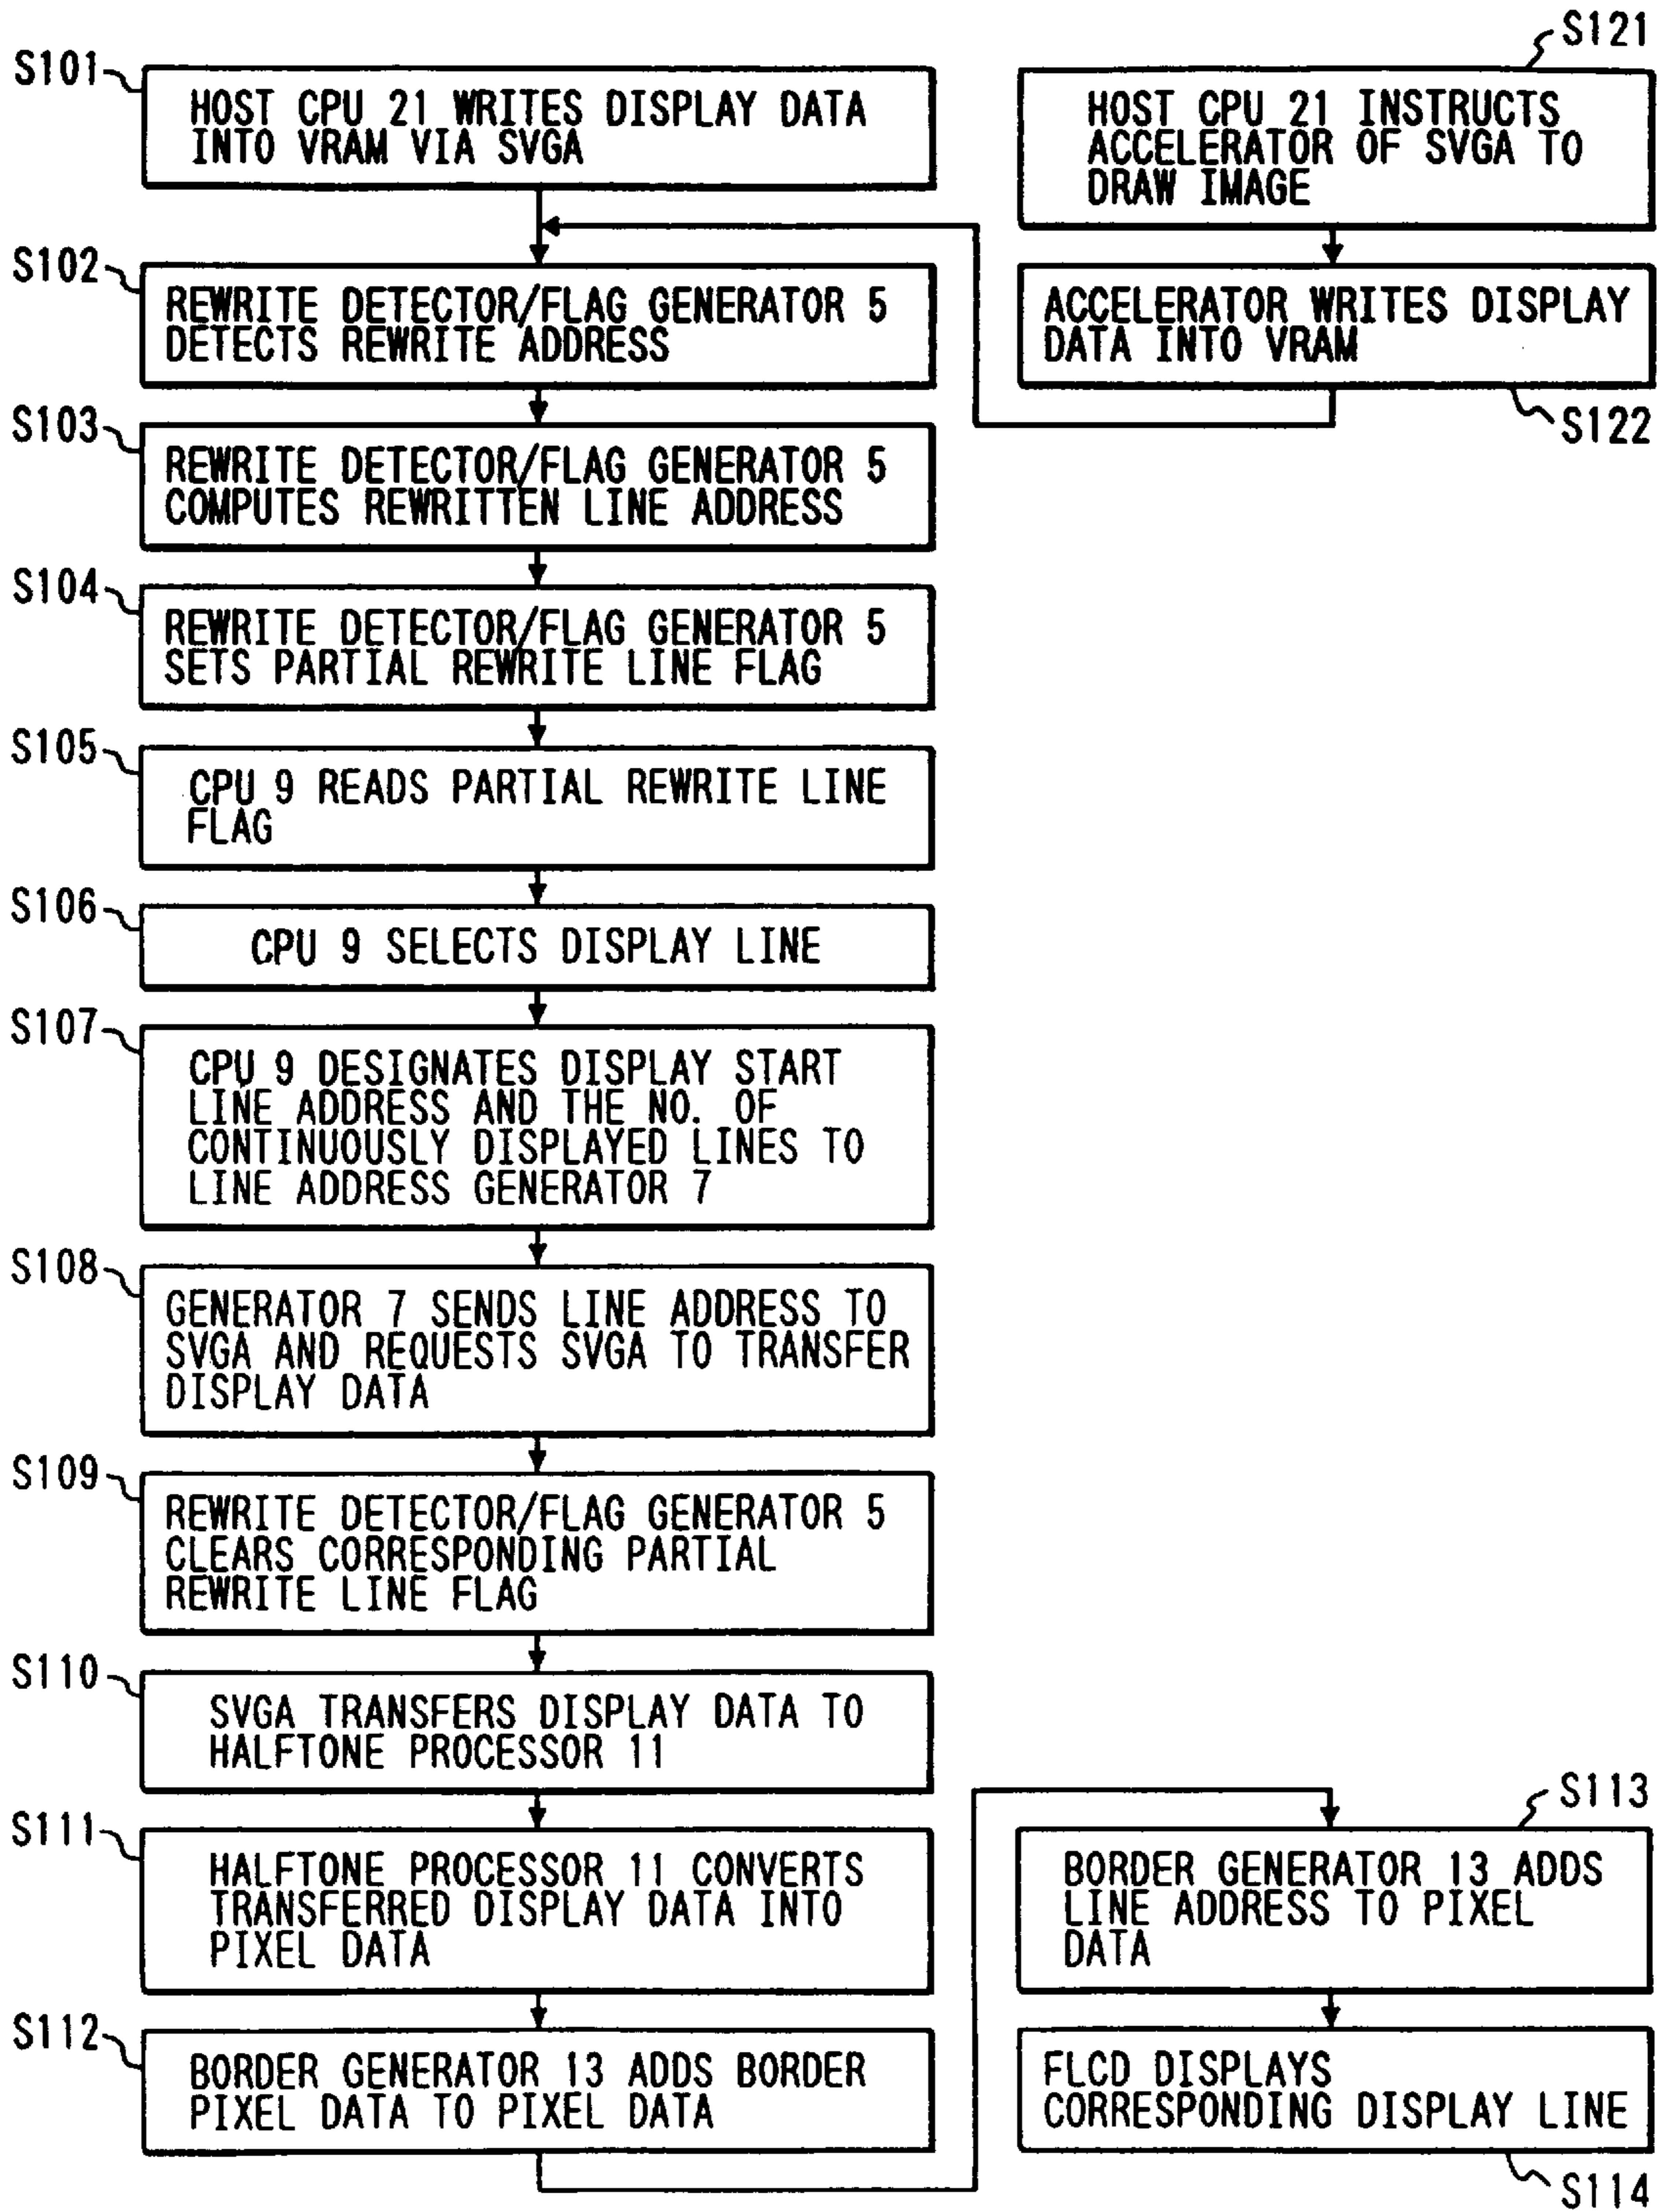 S101
HOST CPU 21 WRITES DISPLAY DATA
INTO VRAM VIA SVGA
S121
HOST CPU 21 INSTRUCTS
ACCELERATOR OF SVGA TO
DRAW IMAGE
S102
REWRITE DETECTOR/FLAG GENERATOR 5
DETECTS REWRITE ADDRESS
ACCELERATOR WRITES DISPLAY
DATA INTO VRAM
S122
S103
REWRITE DETECTOR/FLAG GENERATOR 5
COMPUTES REWRITTEN LINE ADDRESS
S104
REWRITE DETECTOR/FLAG GENERATOR 5
SETS PARTIAL REWRITE LINE FLAG
S105
CPU 9 READS PARTIAL REWRITE LINE
FLAG
S106
CPU 9 SELECTS DISPLAY LINE
S107
CPU 9 DESIGNATES DISPLAY START
LINE ADDRESS AND THE NO. OF
CONTINUOUSLY DISPLAYED LINES TO
LINE ADDRESS GENERATOR 7
S108
GENERATOR 7 SENDS LINE ADDRESS TO
SVGA AND REQUESTS SVGA TO TRANSFER
DISPLAY DATA
S109
REWRITE DETECTOR/FLAG GENERATOR 5
CLEARS CORRESPONDING PARTIAL
REWRITE LINE FLAG
S110
SVGA TRANSFERS DISPLAY DATA TO
HALFTONE PROCESSOR 11
S111
HALFTONE PROCESSOR 11 CONVERTS
TRANSFERRED DISPLAY DATA INTO
PIXEL DATA
S112
BORDER GENERATOR 13 ADDS BORDER
PIXEL DATA TO PIXEL DATA
S113
BORDER GENERATOR 13 ADDS
LINE ADDRESS TO PIXEL
DATA
FLCD DISPLAYS
CORRESPONDING DISPLAY LINE
S114